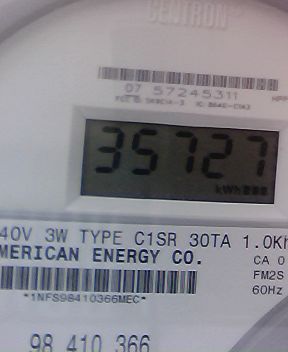 CENTRON
07 57245311
35727
kWh
40V 3W TYPE C1SR 30TA 1.0Kh
MERICAN ENERGY CO.
CA 0
FM2S
*1NFS98410366MEC*
60Hz
98 410 366